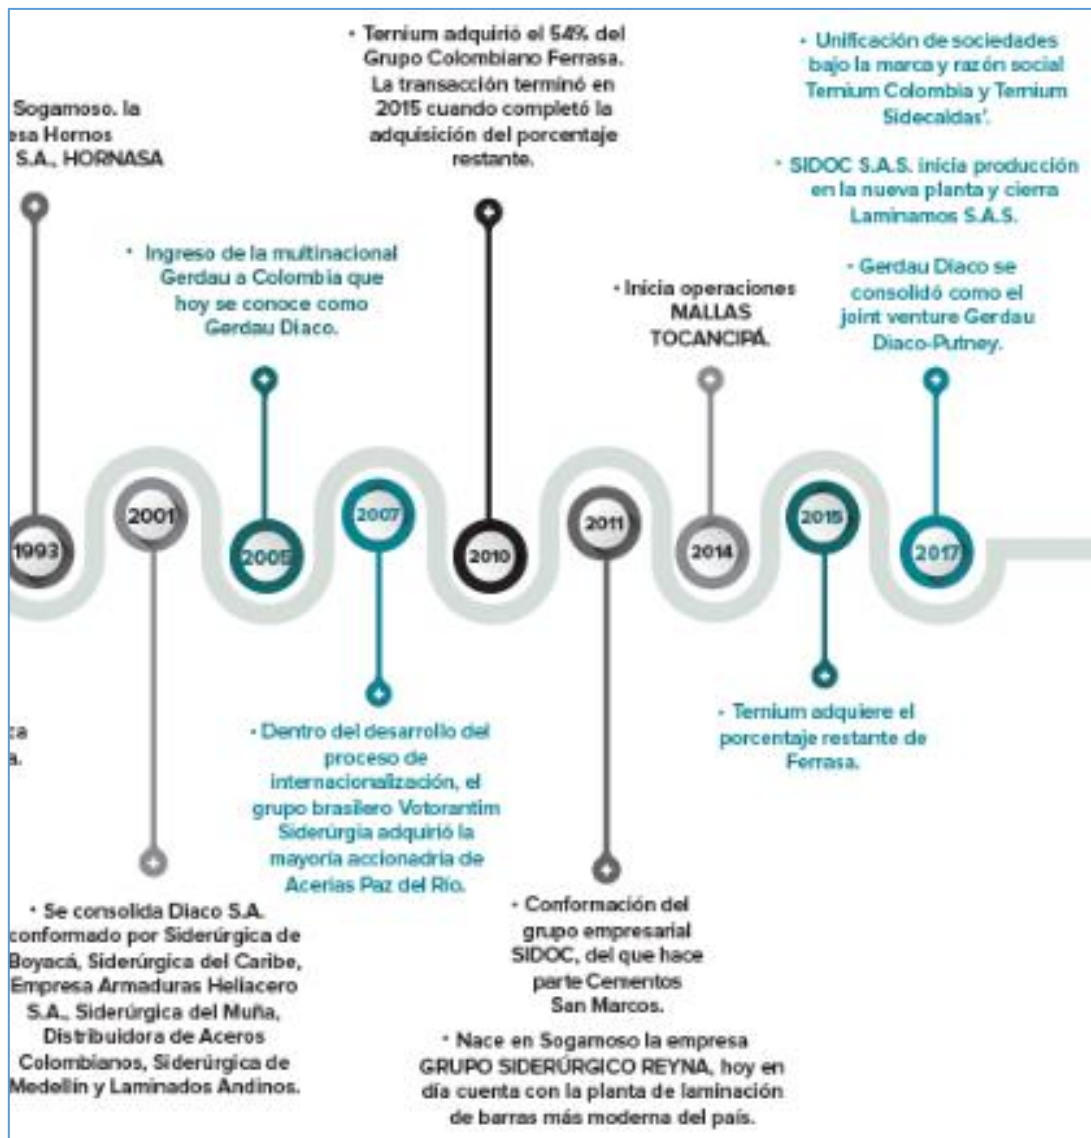 Sogamoso. la
esa Hornos
S.A., HORNASA
• Ternium adquirió el 54% del
Grupo Colombiano Ferrasa.
La transacción terminó en
2015 cuando completó la
adquisición del porcentaje
restante.
• Unificación de sociedades
bajo la marca y razón social
Ternium Colombia y Ternium
Sidecaldas'.
• SIDOC S.A.S. inicia producción
en la nueva planta y cierra
Laminamos S.A.S.
• Ingreso de la multinacional
Gerdau a Colombia que
hoy se conoce como
Gerdau Diaco.
• Inicia operaciones
MALLAS
TOCANCIPÁ.
• Gerdau Diaco se
consolidó como el
joint venture Gerdau
Diaco-Putney.
1993
2001
2005
2007
2010
2011
2014
2015
2017
ca
a.
• Dentro del desarrollo del
proceso de
internacionalización, el
grupo brasilero Votorantim
Siderúrgia adquirió la
mayoría accionadria de
Acerias Paz del Río.
• Ternium adquiere el
porcentaje restante de
Ferrasa.
• Se consolida Diaco S.A.
conformado por Siderúrgica de
Boyacá, Siderúrgica del Caribe,
Empresa Armaduras Heliacero
S.A., Siderúrgica del Muña,
Distribuidora de Aceros
Colombianos, Siderúrgica de
Medellín y Laminados Andinos.
• Conformación del
grupo empresarial
SIDOC, del que hace
parte Cementos
San Marcos.
• Nace en Sogamoso la empresa
GRUPO SIDERÚRGICO REYNA, hoy en
día cuenta con la planta de laminación
de barras más moderna del país.